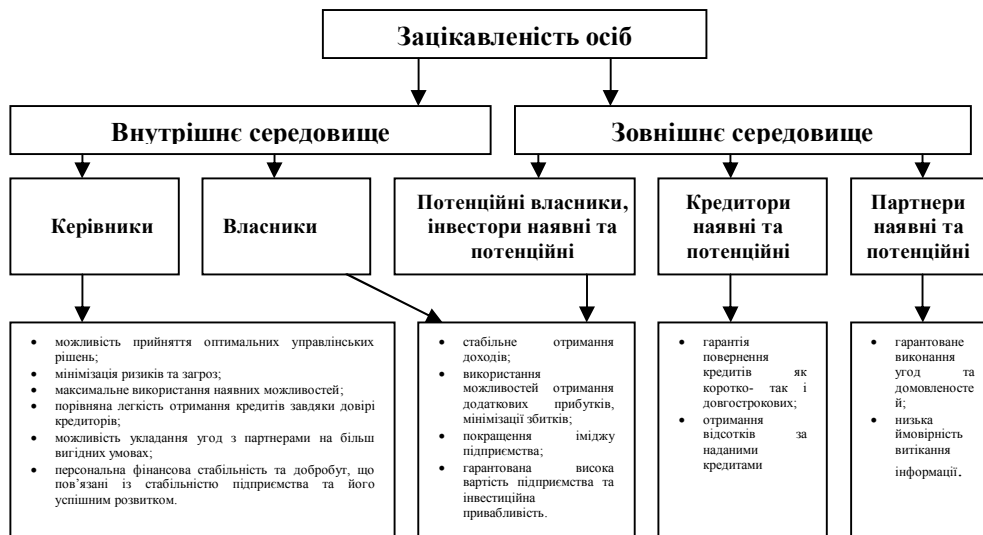 Зацікавленість осіб
Внутрішнє середовище
Зовнішнє середовище
Керівники
Власники
Потенційні власники,
інвестори наявні та
потенційні
Кредитори
наявні та
потенційні
Партнери
наявні та
потенційні
• можливість прийняття оптимальних управлінських
рішень;
• мінімізація ризиків та загроз;
• максимальне використання наявних можливостей;
• порівняна легкість отримання кредитів завдяки довірі
кредиторів;
• можливість укладання угод з партнерами на більш
вигідних умовах;
• персональна фінансова стабільність та добробут, що
пов’язані із стабільністю підприємства та його
успішним розвитком.
• стабільне отримання
доходів;
• використання
можливостей отримання
додаткових прибутків,
мінімізації збитків;
• покращення іміджу
підприємства;
• гарантована висока
вартість підприємства та
інвестиційна
привабливість.
• гарантія
повернення
кредитів як
коротко- так і
довгострокових;
• отримання
відсотків за
наданими
кредитами
• гарантоване
виконання
угод та
домовленосте
й;
• низька
ймовірність
витікання
інформації.